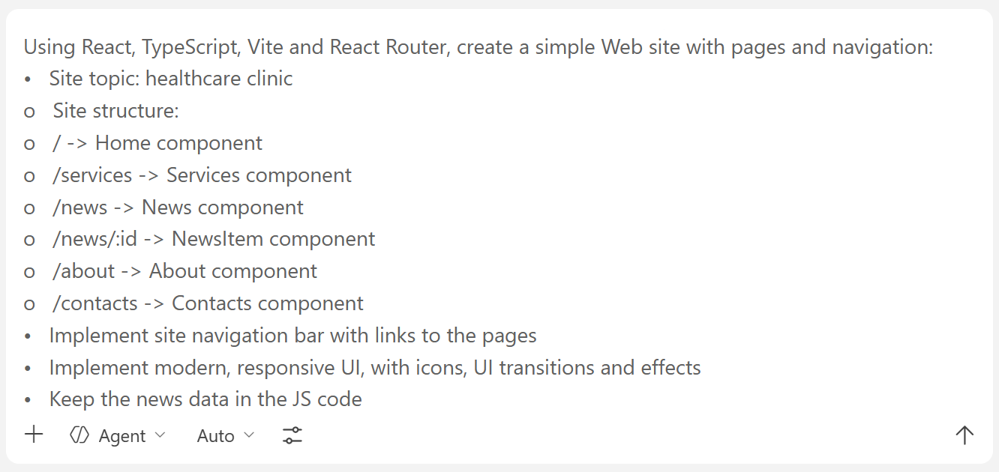 Using React, TypeScript, Vite and React Router, create a simple Web site with pages and navigation:
• Site topic: healthcare clinic
o Site structure:
o / -> Home component
o /services -> Services component
o /news -> News component
o /news/:id -> NewsItem component
o /about -> About component
o /contacts -> Contacts component
• Implement site navigation bar with links to the pages
• Implement modern, responsive UI, with icons, UI transitions and effects
• Keep the news data in the JS code
Agent Auto